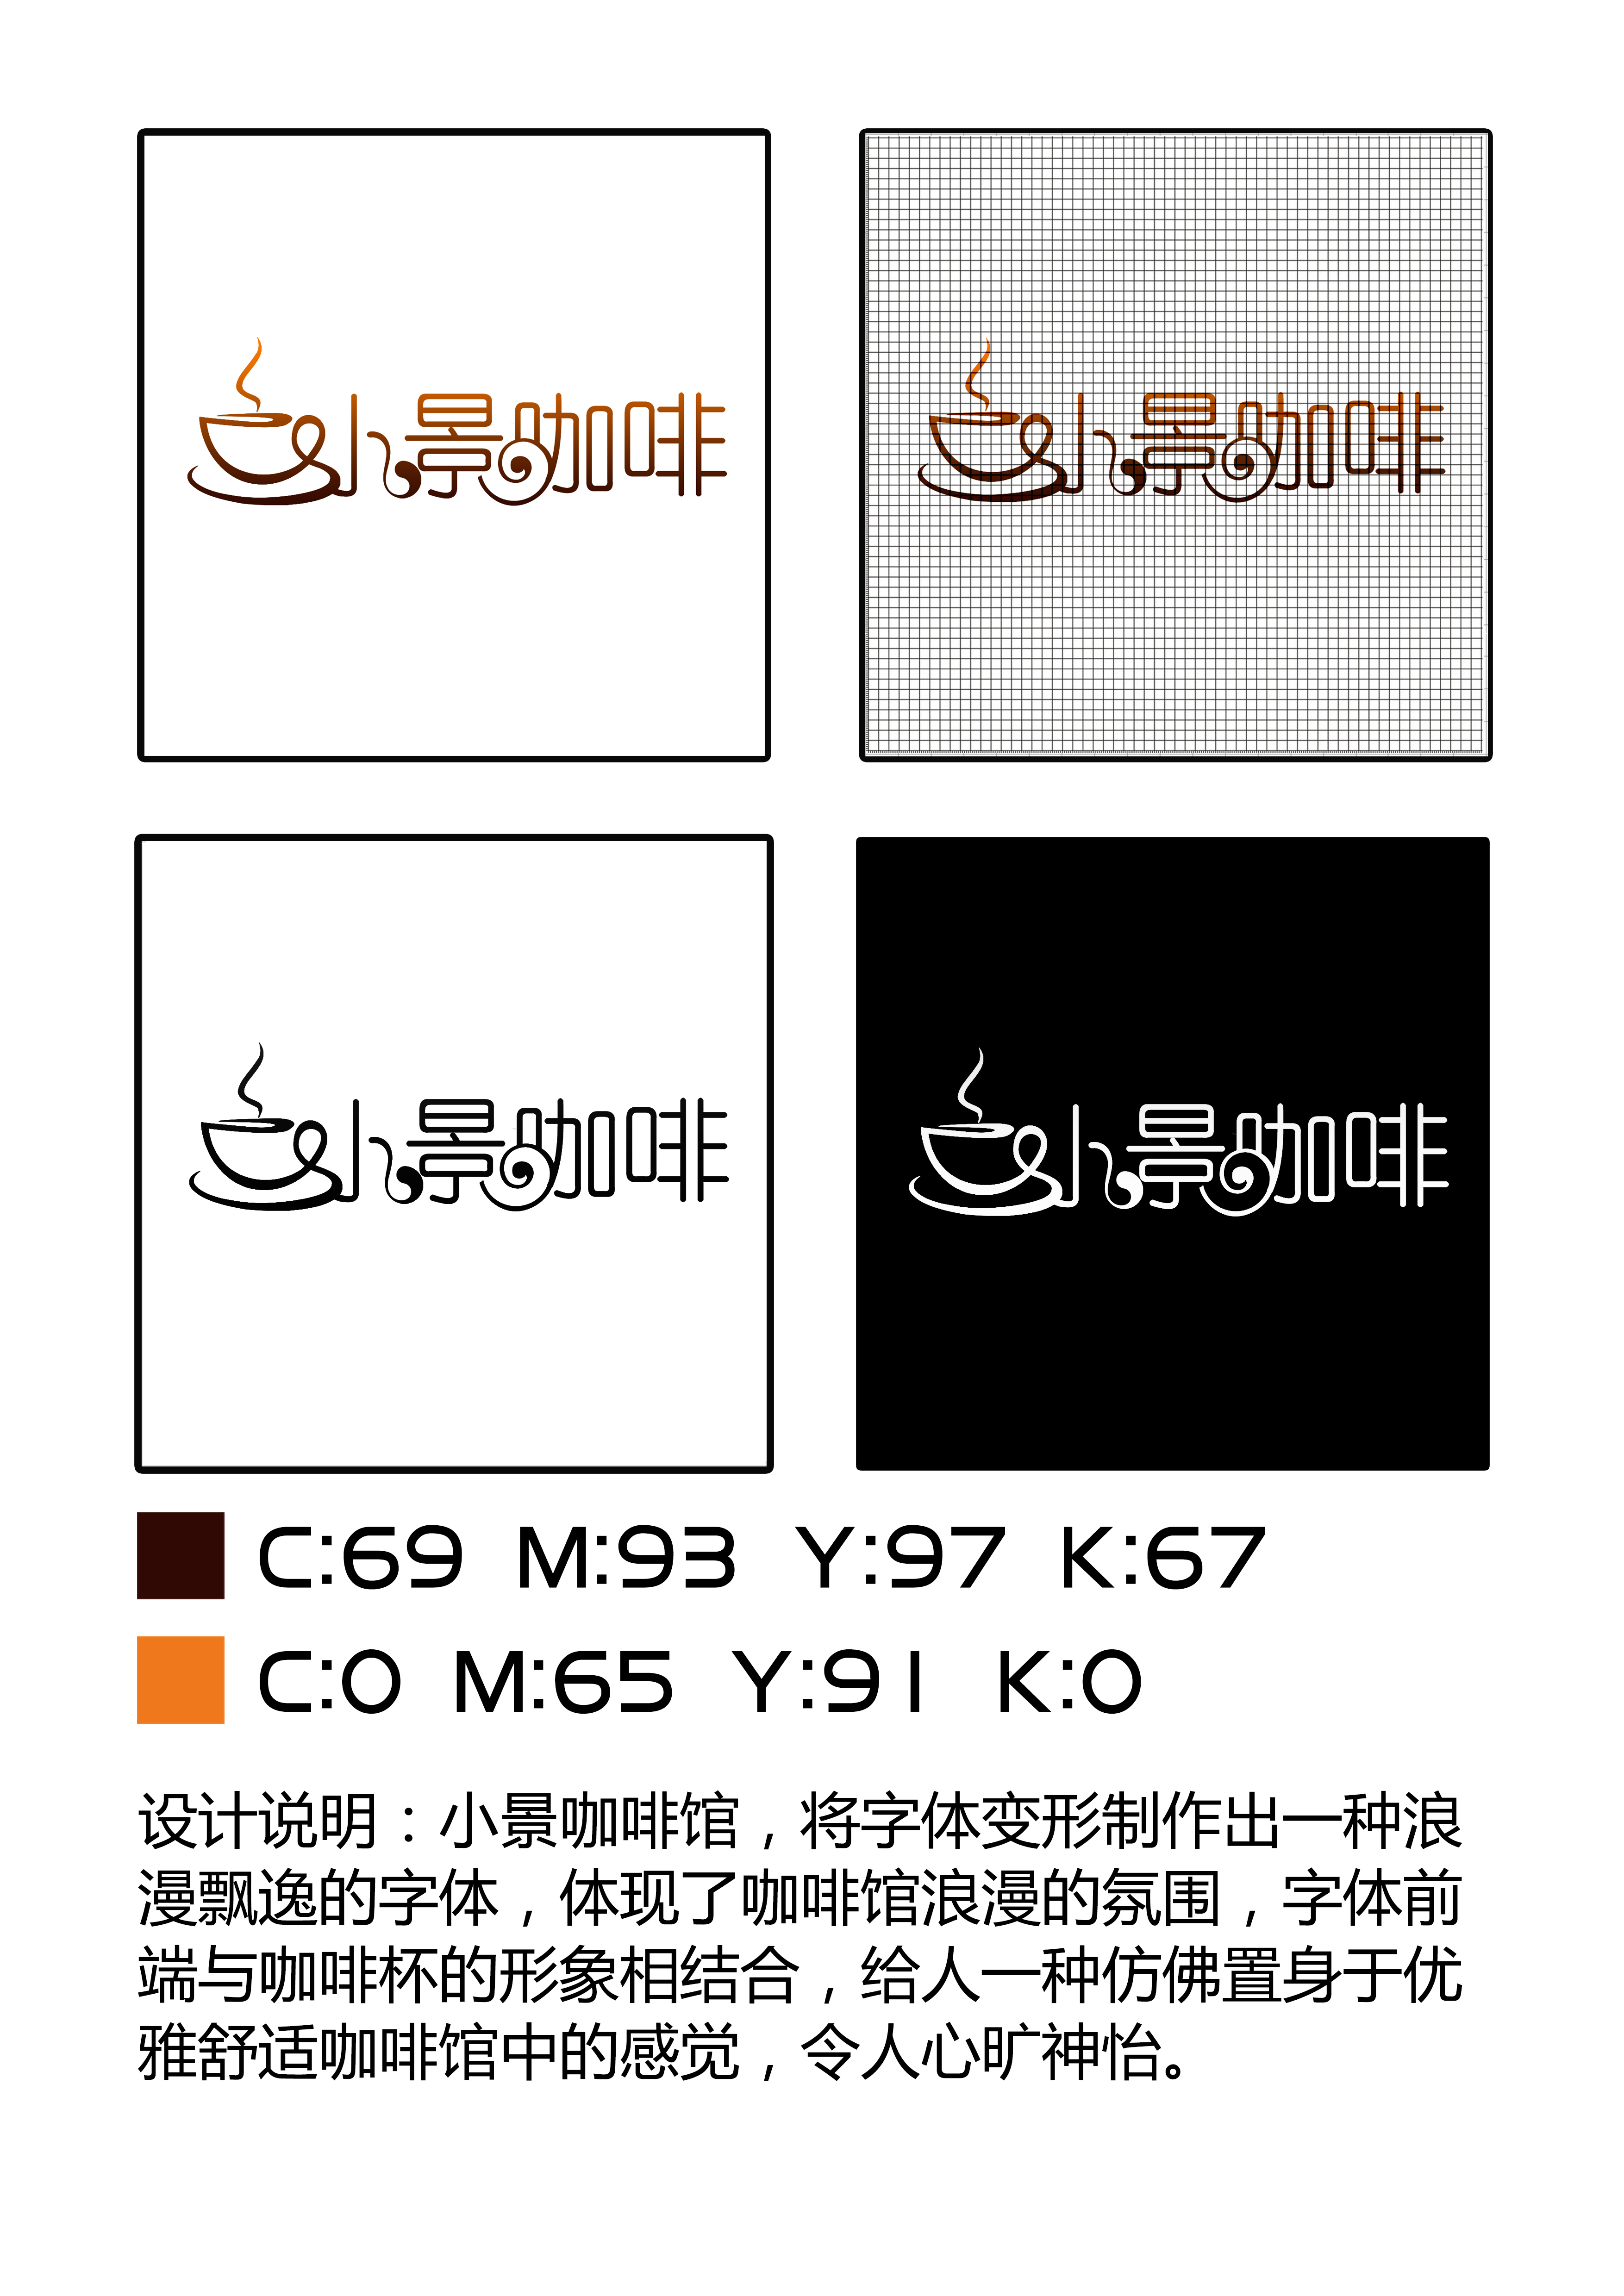 小景咖啡
小景咖啡
小景咖啡
小景咖啡
C:69 M:93 Y:97 K:67
C:0 M:65 Y:91 K:0
设计说明：小景咖啡馆，将字体变形制作出一种浪
漫飘逸的字体，体现了咖啡馆浪漫的氛围，字体前
端与咖啡杯的形象相结合，给人一种仿佛置身于优
雅舒适咖啡馆中的感觉，令人心旷神怡。